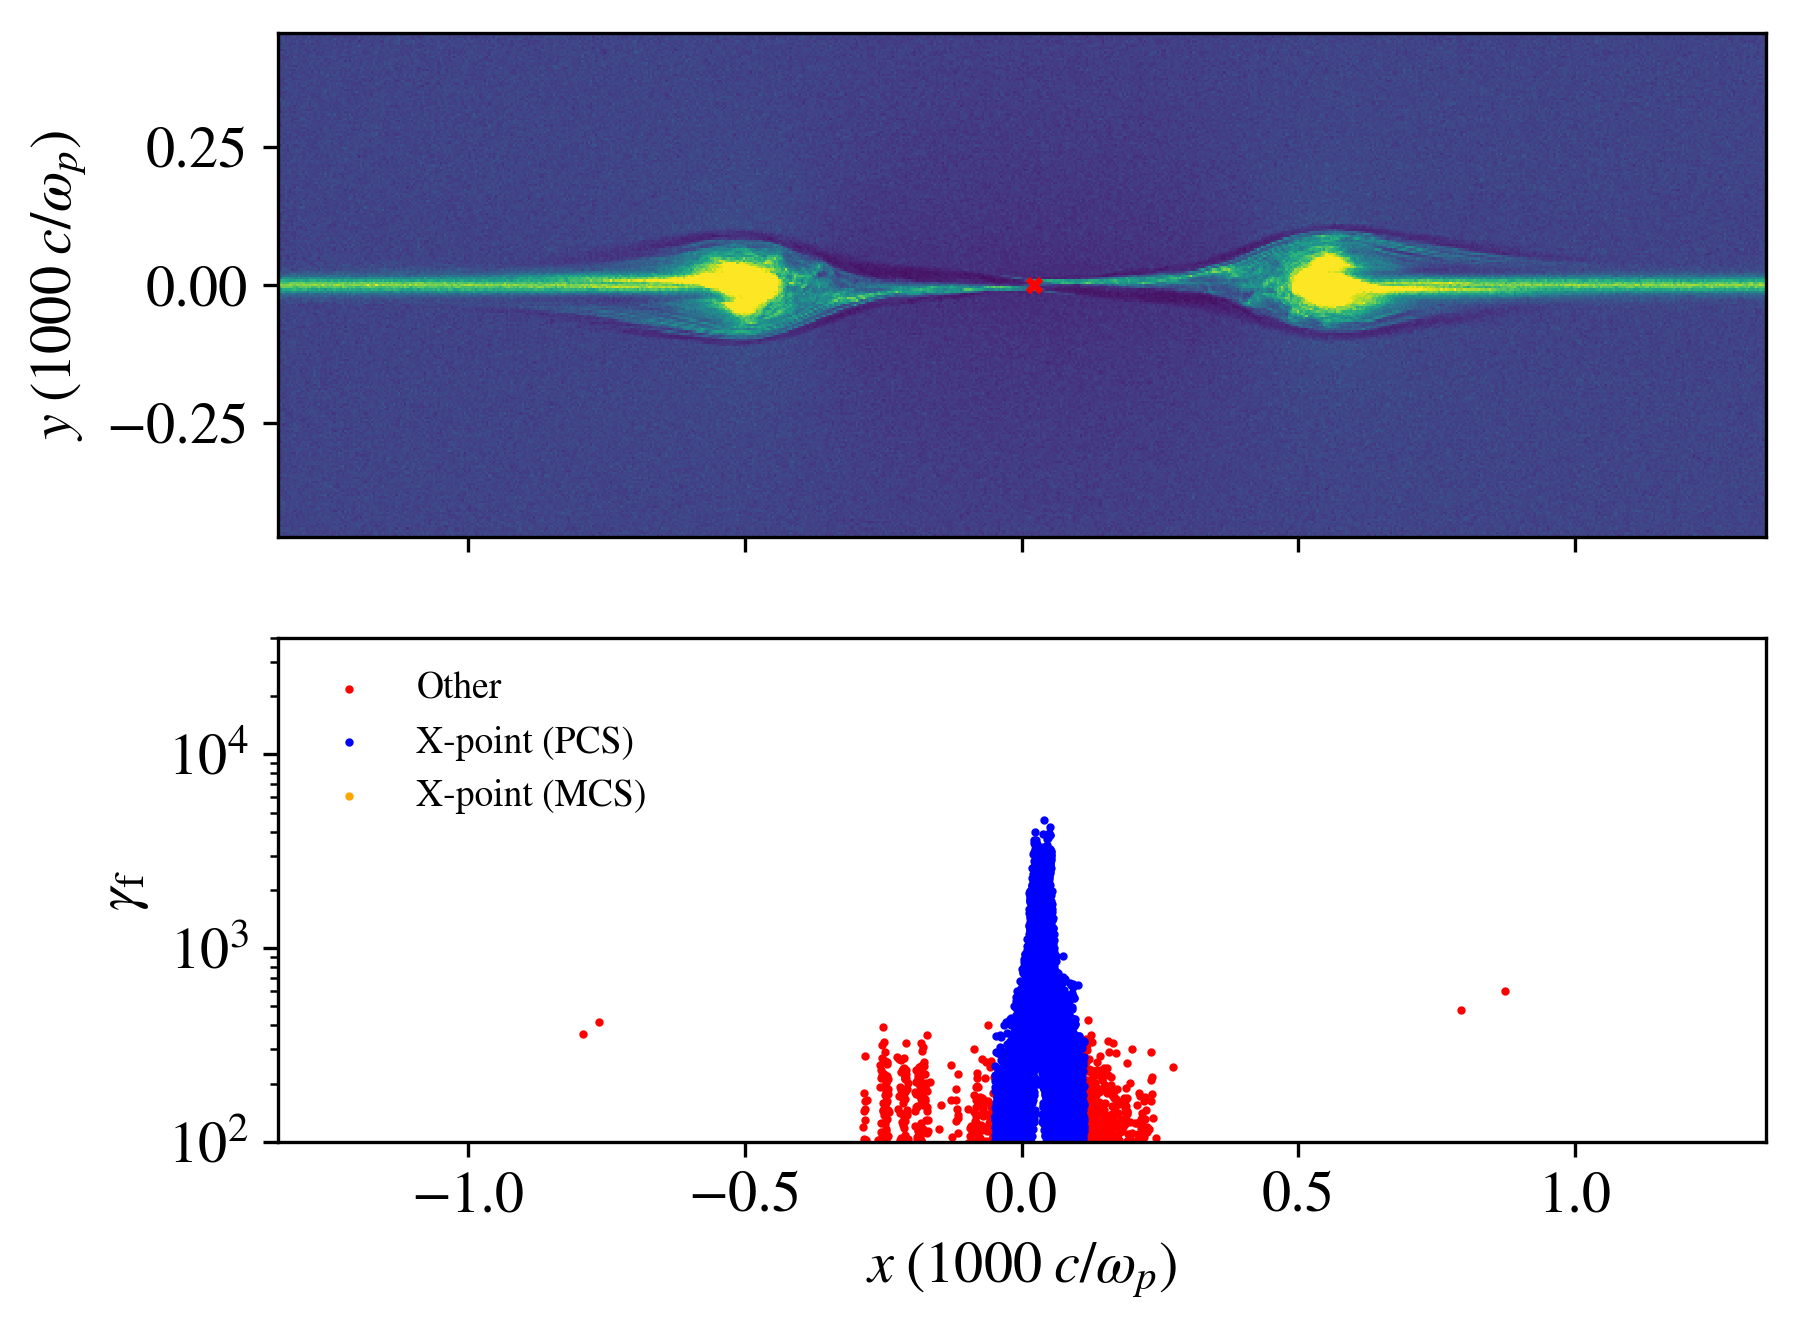 y (1000 c/ωp)
0.25
0.00
−0.25
Other
X-point (PCS)
X-point (MCS)
γf
10^4
10^3
10^2
−1.0 −0.5 0.0 0.5 1.0
x (1000 c/ωp)